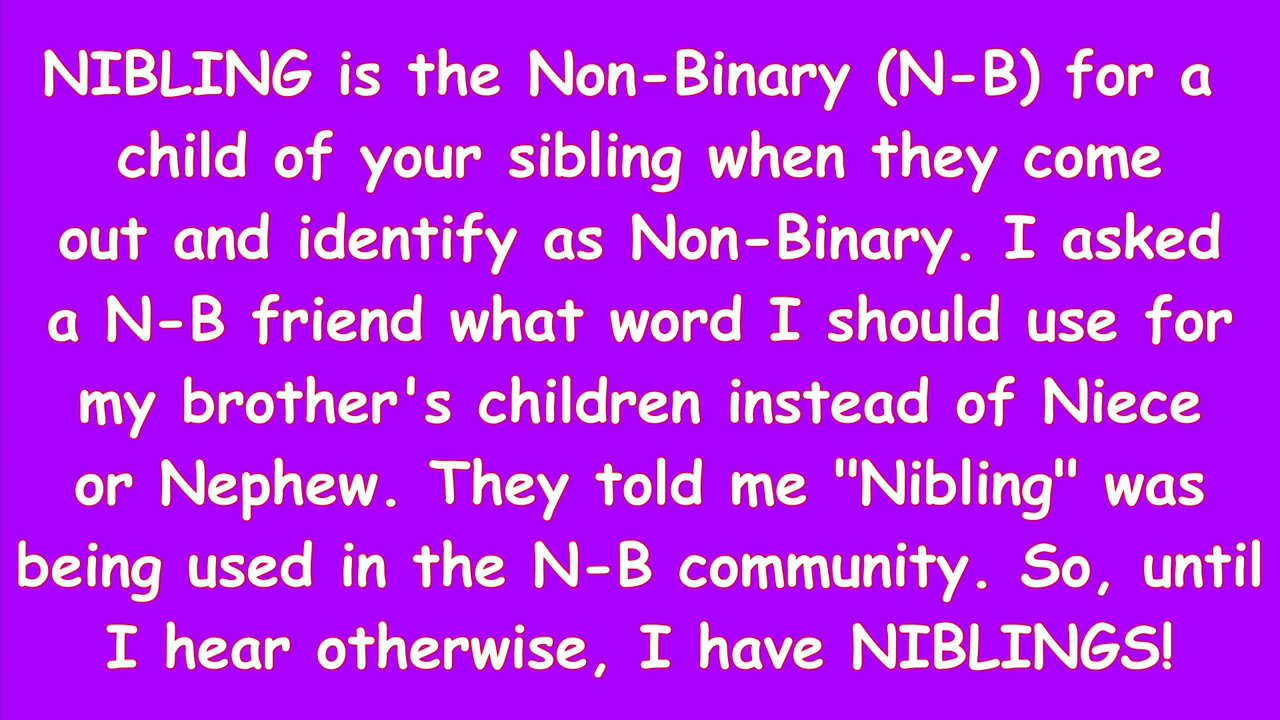 NIBLING is the Non-Binary (N-B) for a
child of your sibling when they come
out and identify as Non-Binary. I asked
a N-B friend what word I should use for
my brother's children instead of Niece
or Nephew. They told me "Nibling" was
being used in the N-B community. So, until
I hear otherwise, I have NIBLINGS!